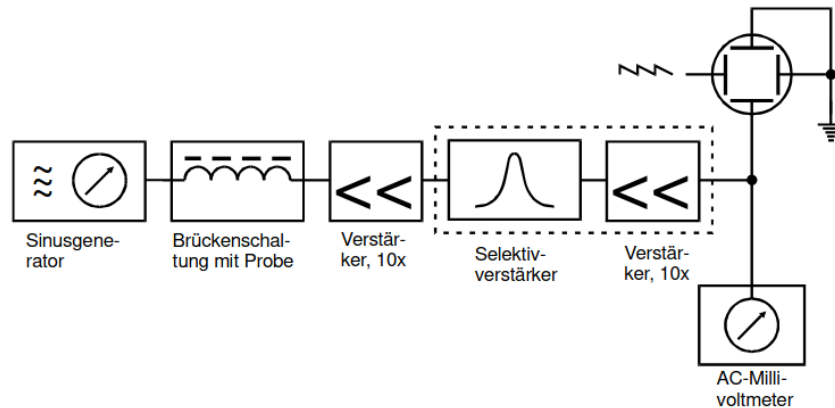 Sinusgene-
rator
Brückenschal-
tung mit Probe
Verstär-
ker, 10x
Selektiv-
verstärker
Verstär-
ker, 10x
AC-Milli-
voltmeter